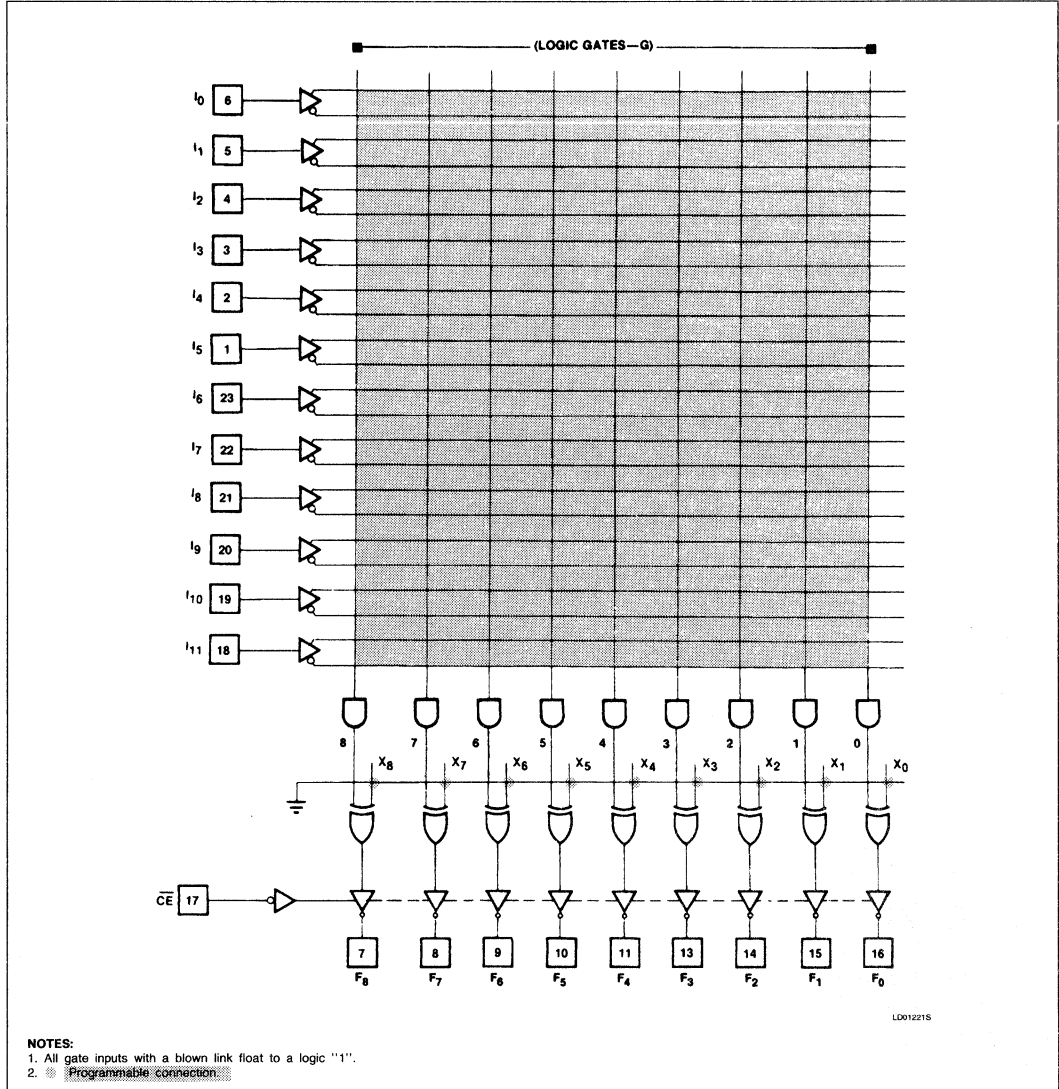 (LOGIC GATES—G)
I0 6
I1 5
I2 4
I3 3
I4 2
I5 1
I6 23
I7 22
I8 21
I9 20
I10 19
I11 18
8 7 6 5 4 3 2 1 0
X8 X7 X6 X5 X4 X3 X2 X1 X0
C̅E̅ 17
7 8 9 10 11 13 14 15 16
F8 F7 F6 F5 F4 F3 F2 F1 F0
LD01221S
NOTES:
1. All gate inputs with a blown link float to a logic "1".
2. Programmable connection.